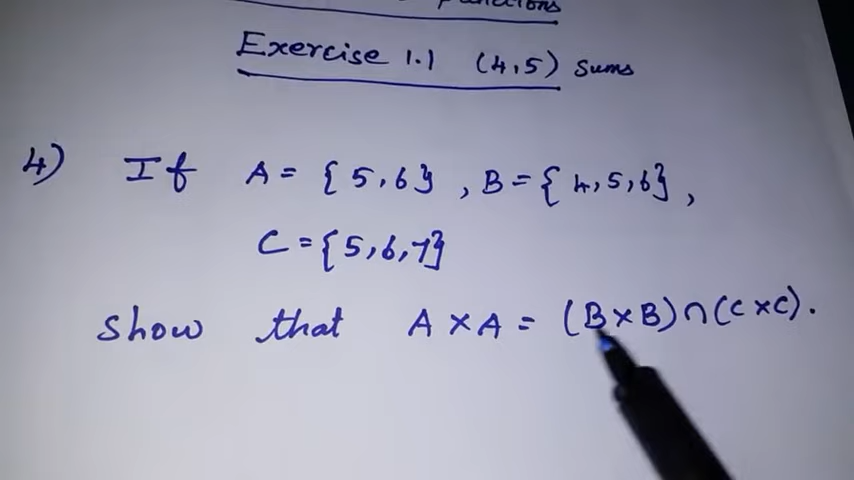 Exercise 1.1 (4,5) sums
4) If A = {5,6}, B = {4,5,6},
C = {5,6,7}
show that A × A = (B×B)∩(C×C).